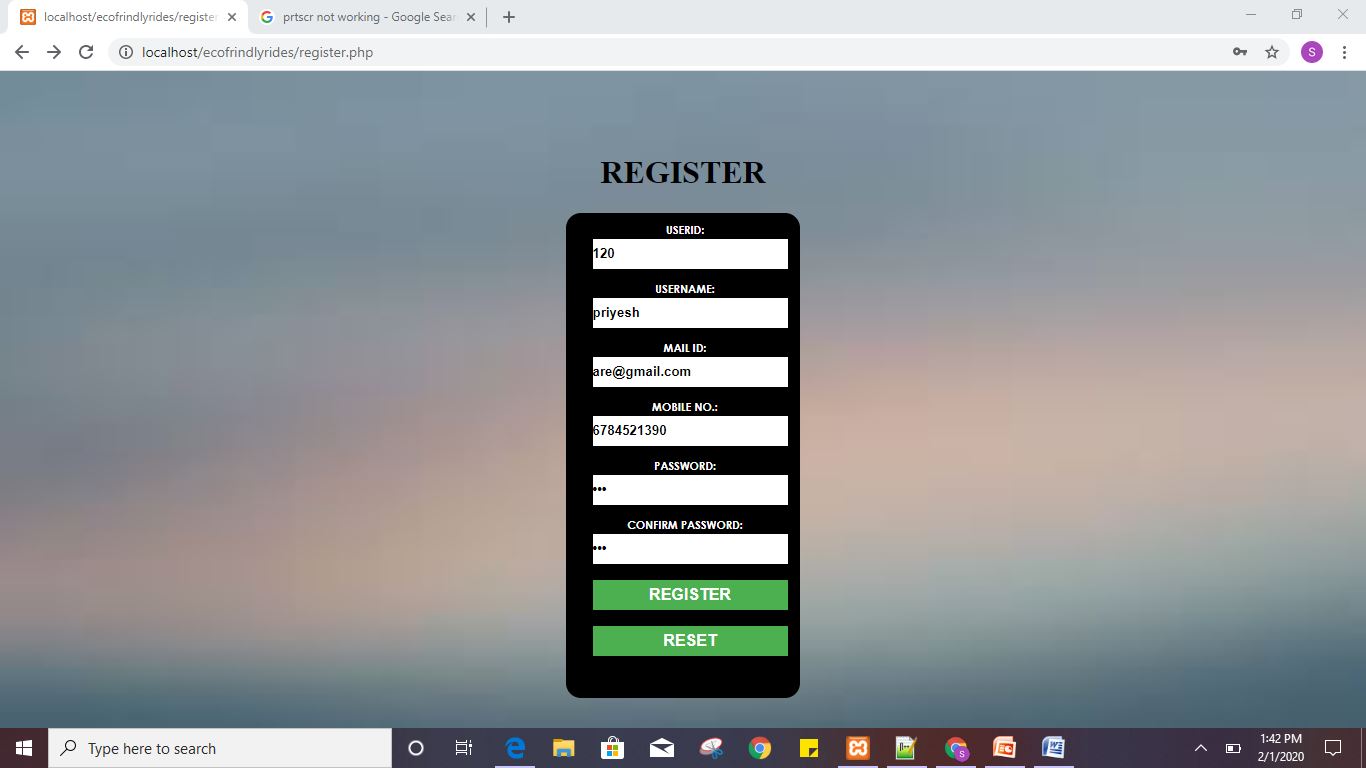 localhost/ecofrindlyrides/register
prtscr not working - Google Sear
localhost/ecofrindlyrides/register.php
S
REGISTER
USERID:
120
USERNAME:
priyesh
MAIL ID:
are@gmail.com
MOBILE NO.:
6784521390
PASSWORD:
•••
CONFIRM PASSWORD:
•••
REGISTER
RESET
Type here to search
1:42 PM
2/1/2020